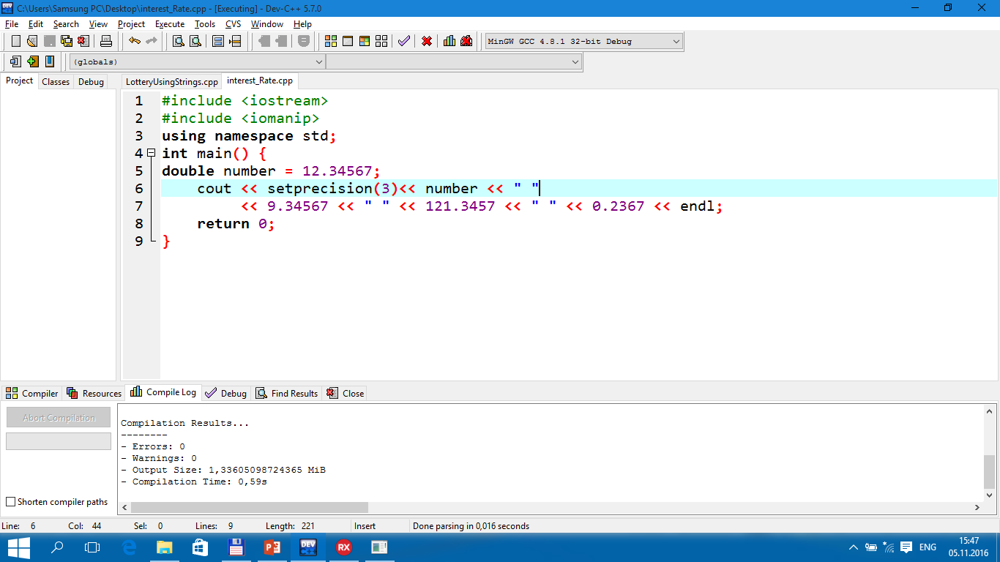 C:\Users\Samsung PC\Desktop\interest_Rate.cpp - [Executing] - Dev-C++ 5.7.0
File Edit Search View Project Execute Tools CVS Window Help
MinGW GCC 4.8.1 32-bit Debug
(globals)
Project Classes Debug LotteryUsingStrings.cpp interest_Rate.cpp
1 #include <iostream>
2 #include <iomanip>
3 using namespace std;
4 int main() {
5 double number = 12.34567;
6 cout << setprecision(3)<< number << " "
7 << 9.34567 << " " << 121.3457 << " " << 0.2367 << endl;
8 return 0;
9 }
Compiler Resources Compile Log Debug Find Results Close
Abort Compilation
Compilation Results...
--------
- Errors: 0
- Warnings: 0
- Output Size: 1,33605098724365 MiB
- Compilation Time: 0,59s
Shorten compiler paths
Line: 6 Col: 44 Sel: 0 Lines: 9 Length: 221 Insert Done parsing in 0,016 seconds
DEV C++ RX ENG 15:47
05.11.2016